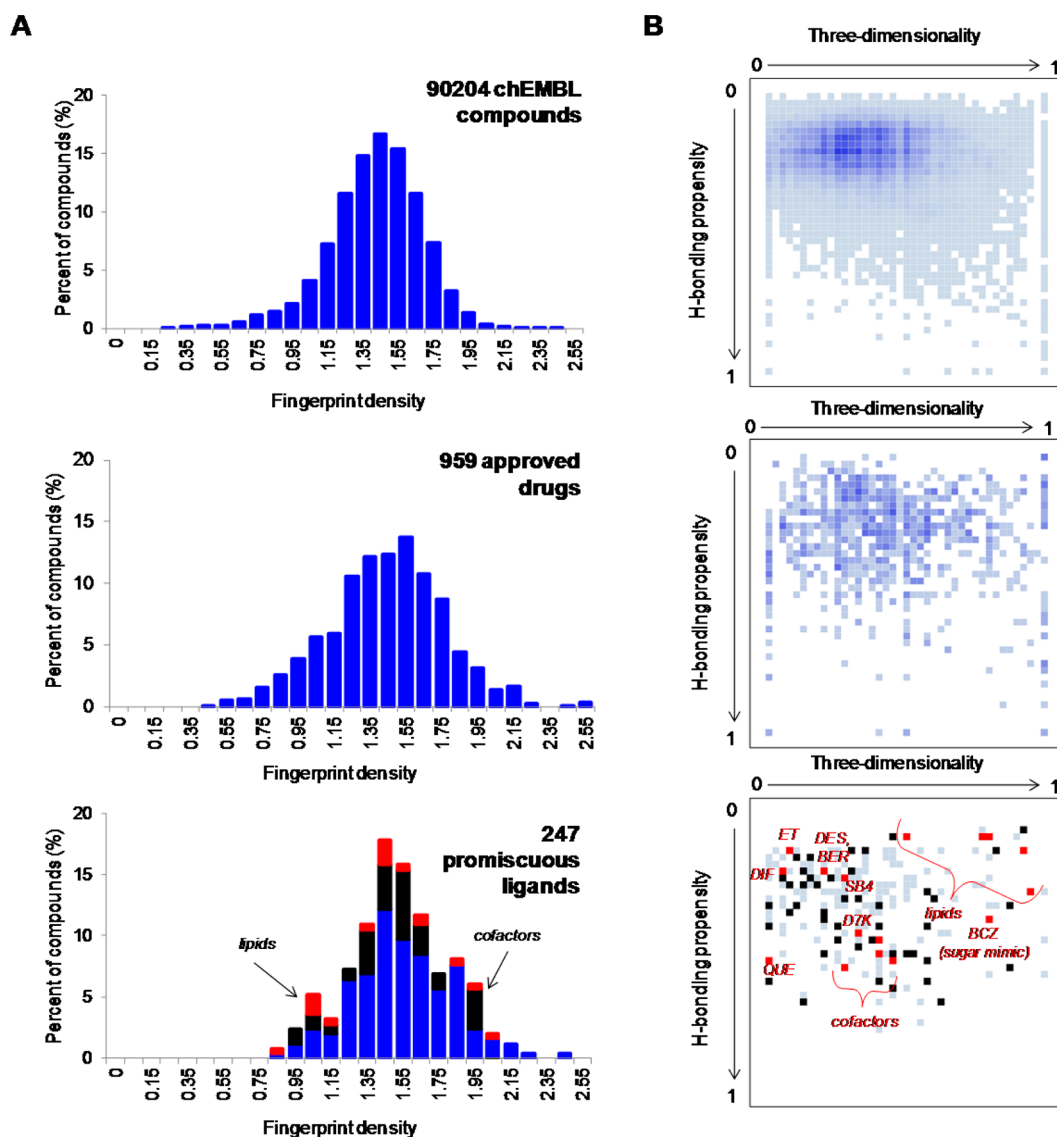 A
90204 chEMBL
compounds
Percent of compounds (%)
20
15
10
5
0
0
0.15
0.35
0.55
0.75
0.95
1.15
1.35
1.55
1.75
1.95
2.15
2.35
2.55
Fingerprint density
959 approved
drugs
Percent of compounds (%)
20
15
10
5
0
0
0.15
0.35
0.55
0.75
0.95
1.15
1.35
1.55
1.75
1.95
2.15
2.35
2.55
Fingerprint density
247
promiscuous
ligands
lipids
cofactors
Percent of compounds (%)
20
15
10
5
0
0
0.15
0.35
0.55
0.75
0.95
1.15
1.35
1.55
1.75
1.95
2.15
2.35
2.55
Fingerprint density
B
Three-dimensionality
0
1
0
H-bonding propensity
1
Three-dimensionality
0
1
0
H-bonding propensity
1
Three-dimensionality
0
1
0
H-bonding propensity
1
ET
DES,
BER
DIF
SB4
D7K
lipids
BCZ
(sugar mimic)
QUE
cofactors